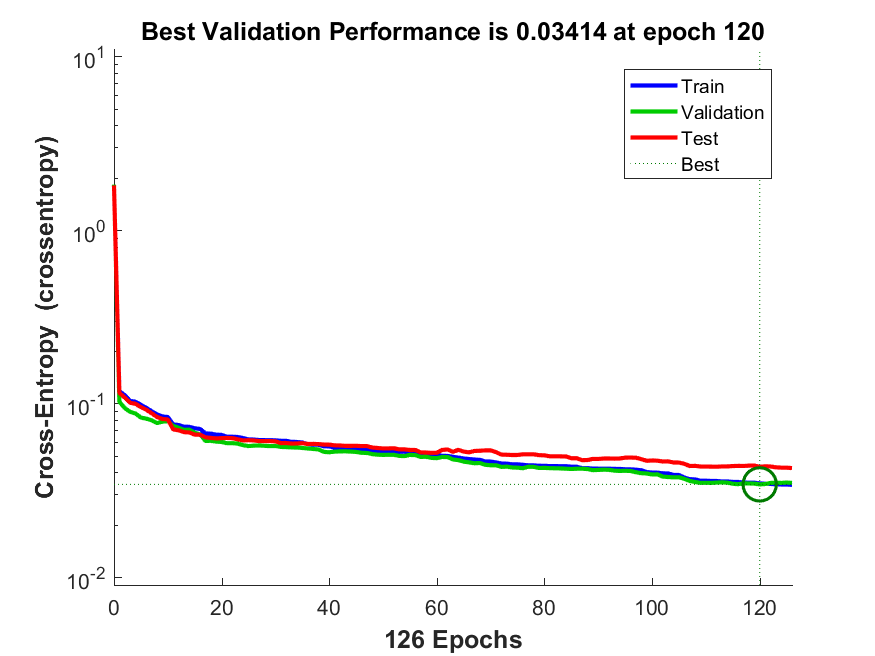 Best Validation Performance is 0.03414 at epoch 120
10^1
10^0
10^-1
10^-2
Cross-Entropy (crossentropy)
Train
Validation
Test
Best
0 20 40 60 80 100 120
126 Epochs